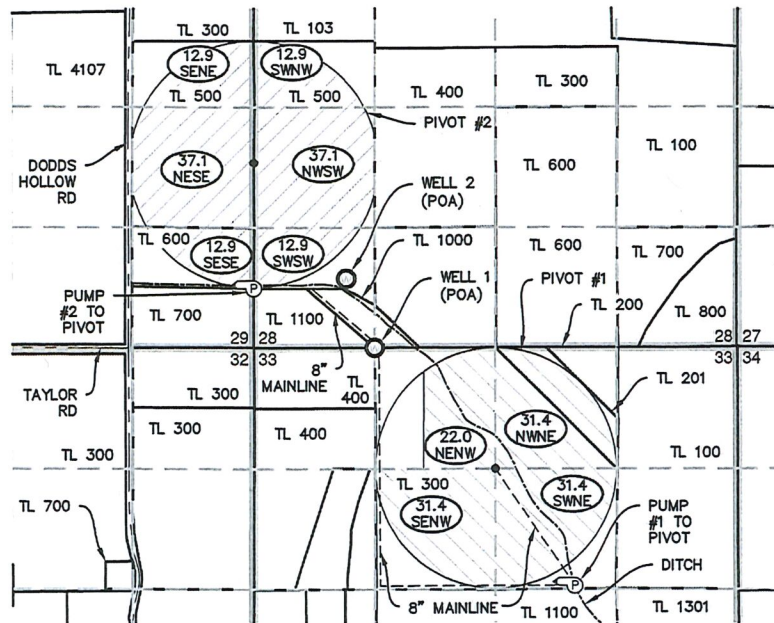 TL 300
TL 103
12.9
SENE
12.9
SWNW
TL 4107
TL 500
TL 500
TL 400
TL 300
PIVOT #2
TL 100
DODDS
HOLLOW
RD
37.1
NESE
37.1
NWSW
TL 600
WELL 2
(POA)
TL 600
12.9
SESE
12.9
SWSW
TL 1000
TL 600
TL 700
WELL 1
(POA)
PIVOT #1
TL 200
PUMP
#2 TO
PIVOT
TL 700
TL 1100
TL 800
29 28
32 33
28 27
33 34
8" MAINLINE
TAYLOR
RD
TL 300
TL 400
TL 201
TL 300
TL 400
22.0
NENW
31.4
NWNE
TL 100
TL 300
TL 300
31.4
SENW
31.4
SWNE
TL 700
PUMP
#1 TO
PIVOT
DITCH
8" MAINLINE
TL 1100
TL 1301